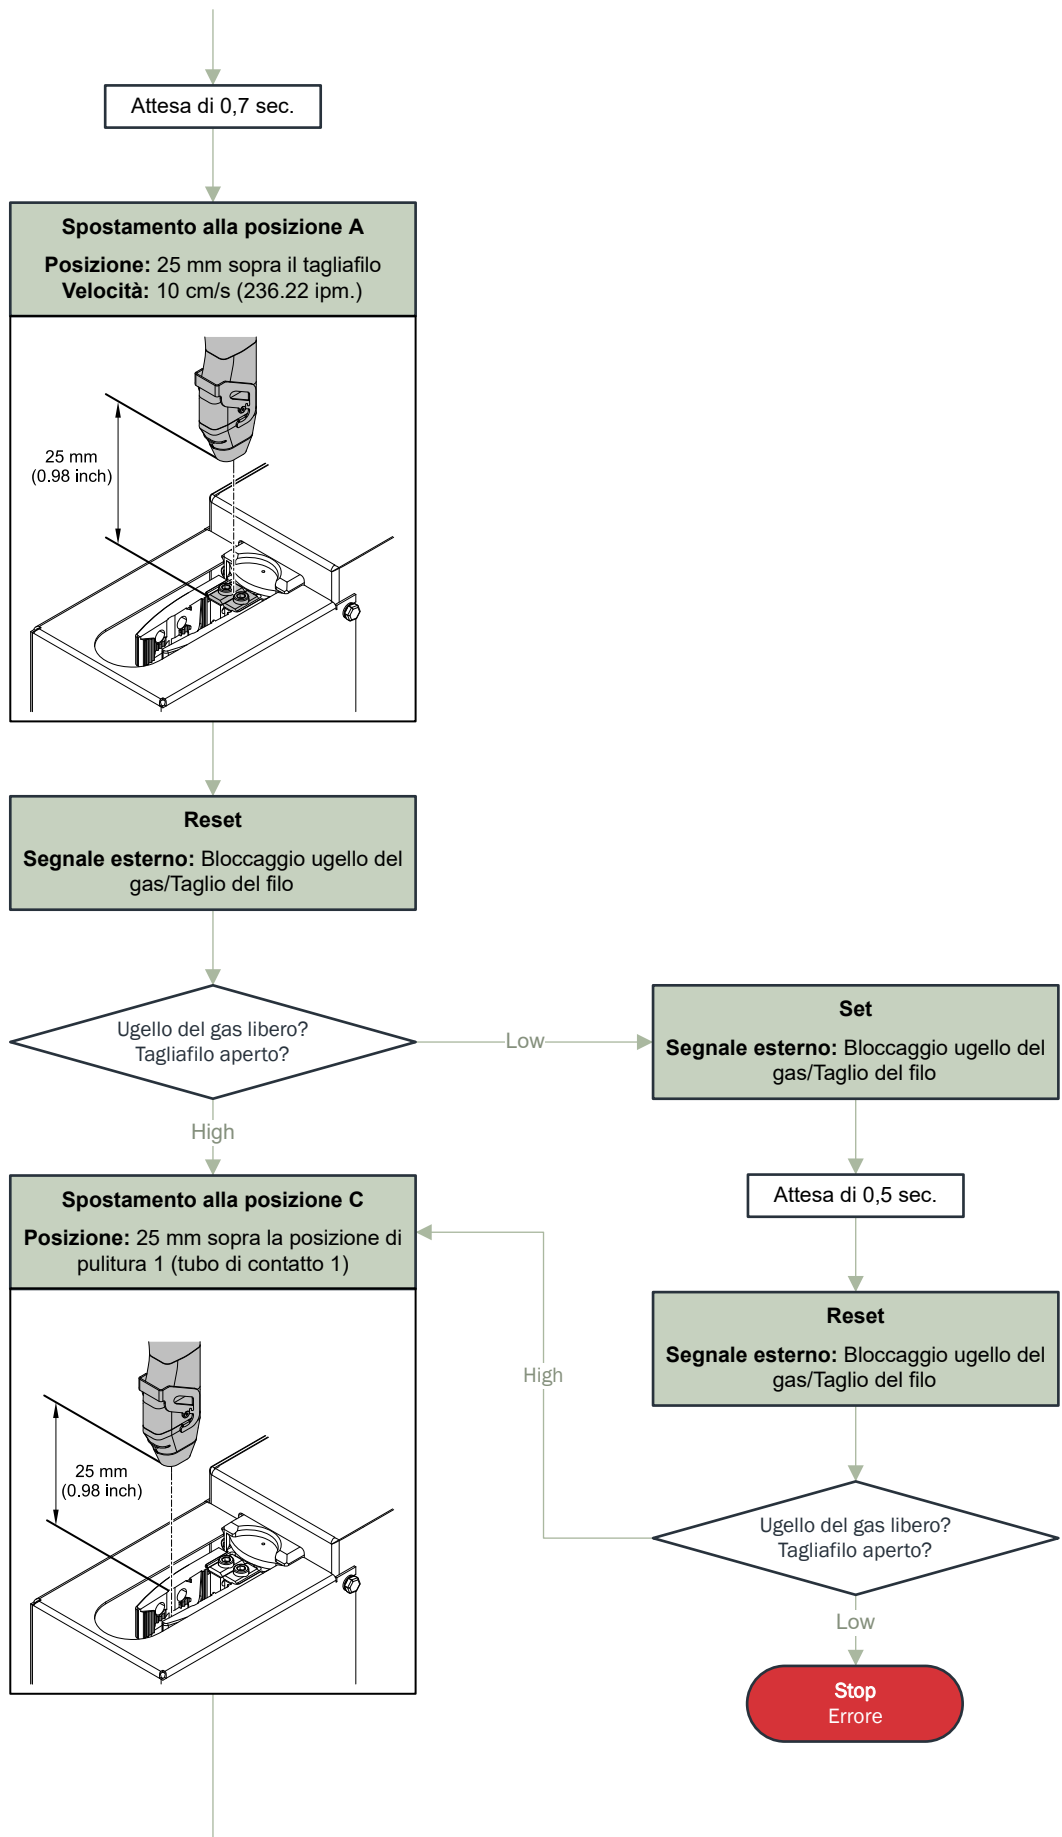 Attesa di 0,7 sec.
Spostamento alla posizione A
Posizione: 25 mm sopra il tagliafilo
Velocità: 10 cm/s (236.22 ipm.)
25 mm
(0.98 inch)
Reset
Segnale esterno: Bloccaggio ugello del
gas/Taglio del filo
Ugello del gas libero?
Tagliafilo aperto?
Low
High
Set
Segnale esterno: Bloccaggio ugello del
gas/Taglio del filo
Attesa di 0,5 sec.
Reset
Segnale esterno: Bloccaggio ugello del
gas/Taglio del filo
Ugello del gas libero?
Tagliafilo aperto?
High
Low
Stop
Errore
Spostamento alla posizione C
Posizione: 25 mm sopra la posizione di
pulitura 1 (tubo di contatto 1)
25 mm
(0.98 inch)